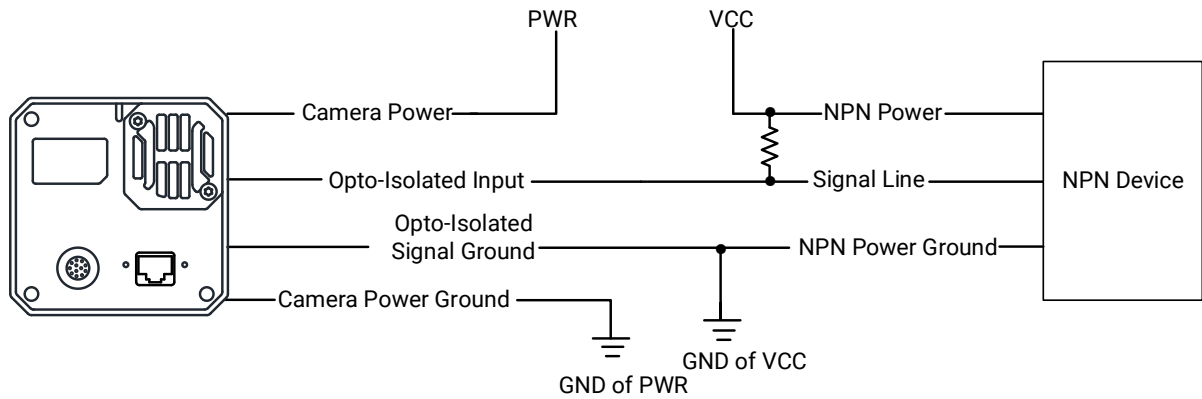 PWR
VCC
Camera Power
NPN Power
Opto-Isolated Input
Signal Line
NPN Device
Opto-Isolated
Signal Ground
NPN Power Ground
Camera Power Ground
GND of VCC
GND of PWR